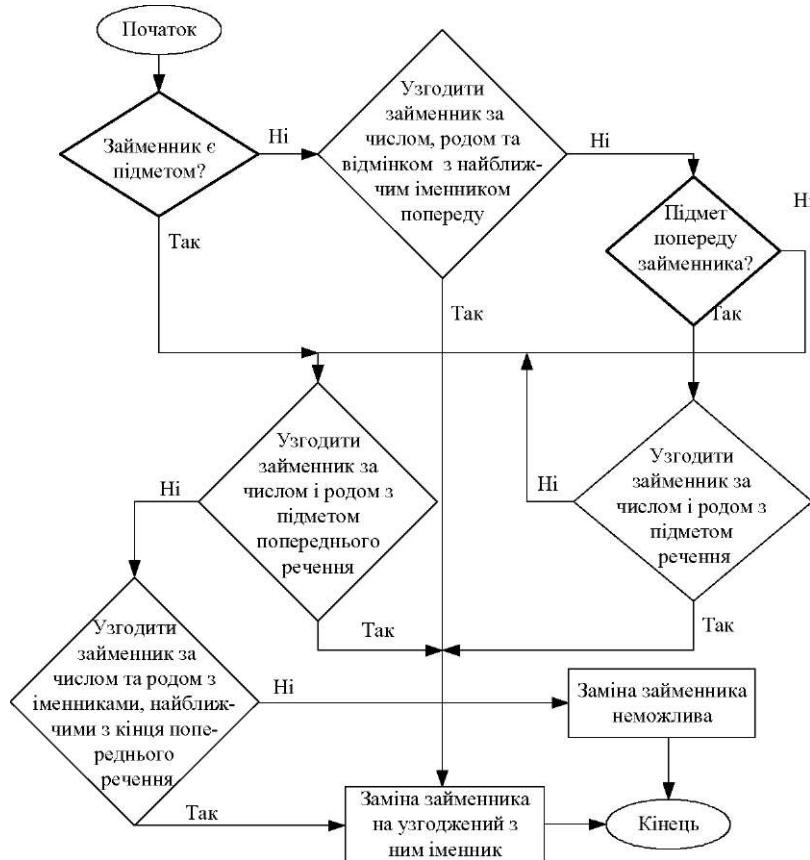 Початок
Займенник є
підметом?
Ні
Так
Узгодити
займенник за
числом, родом та
відмінком з найближ-
чим іменником
попереду
Ні
Так
Підмет
попереду
займенника?
Ні
Так
Узгодити
займенник за
числом і родом з
підметом
попереднього
речення
Ні
Так
Узгодити
займенник за
числом і родом з
підметом
речення
Ні
Так
Узгодити
займенник за
числом та родом з
іменниками, найближ-
чими з кінця попе-
реднього
речення
Ні
Так
Заміна займенника
неможлива
Заміна займенника
на узгоджений з
ним іменник
Кінець